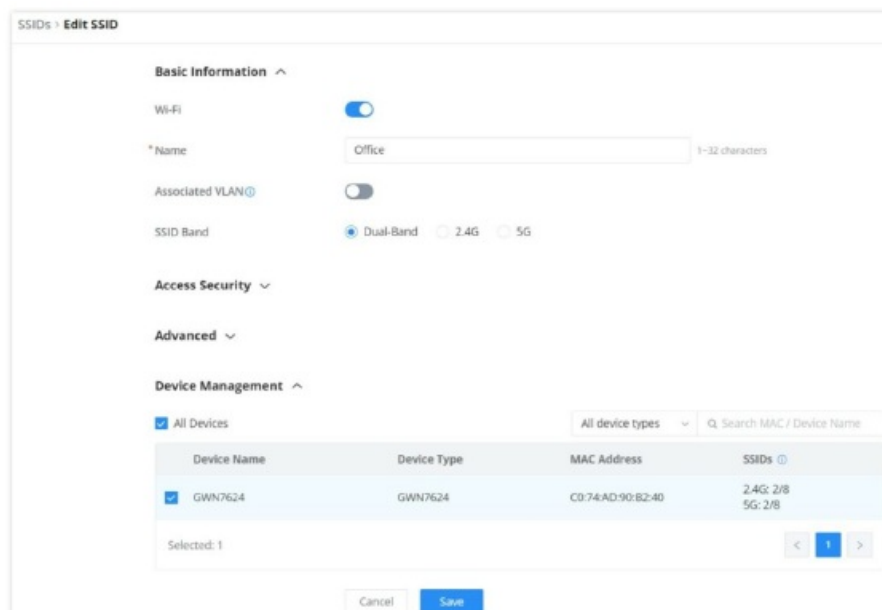 SSIDs > Edit SSID
Basic Information
Wi-Fi
*Name Office 1~32 characters
Associated VLAN
SSID Band Dual-Band 2.4G 5G
Access Security
Advanced
Device Management
All Devices All device types Search MAC / Device Name
Device Name Device Type MAC Address SSIDs
GWN7624 GWN7624 C0:74:AD:90:B2:40 2.4G: 2/8
5G: 2/8
Selected: 1 < 1 >
Cancel Save